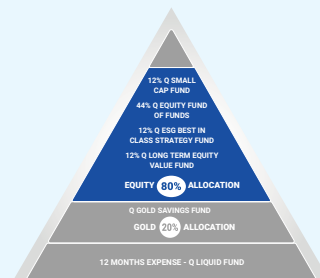 12% Q SMALL
CAP FUND
44% Q EQUITY FUND
OF FUNDS
12% Q ESG BEST IN
CLASS STRATEGY FUND
12% Q LONG TERM EQUITY
VALUE FUND
EQUITY 80% ALLOCATION
Q GOLD SAVINGS FUND
GOLD 20% ALLOCATION
12 MONTHS EXPENSE - Q LIQUID FUND